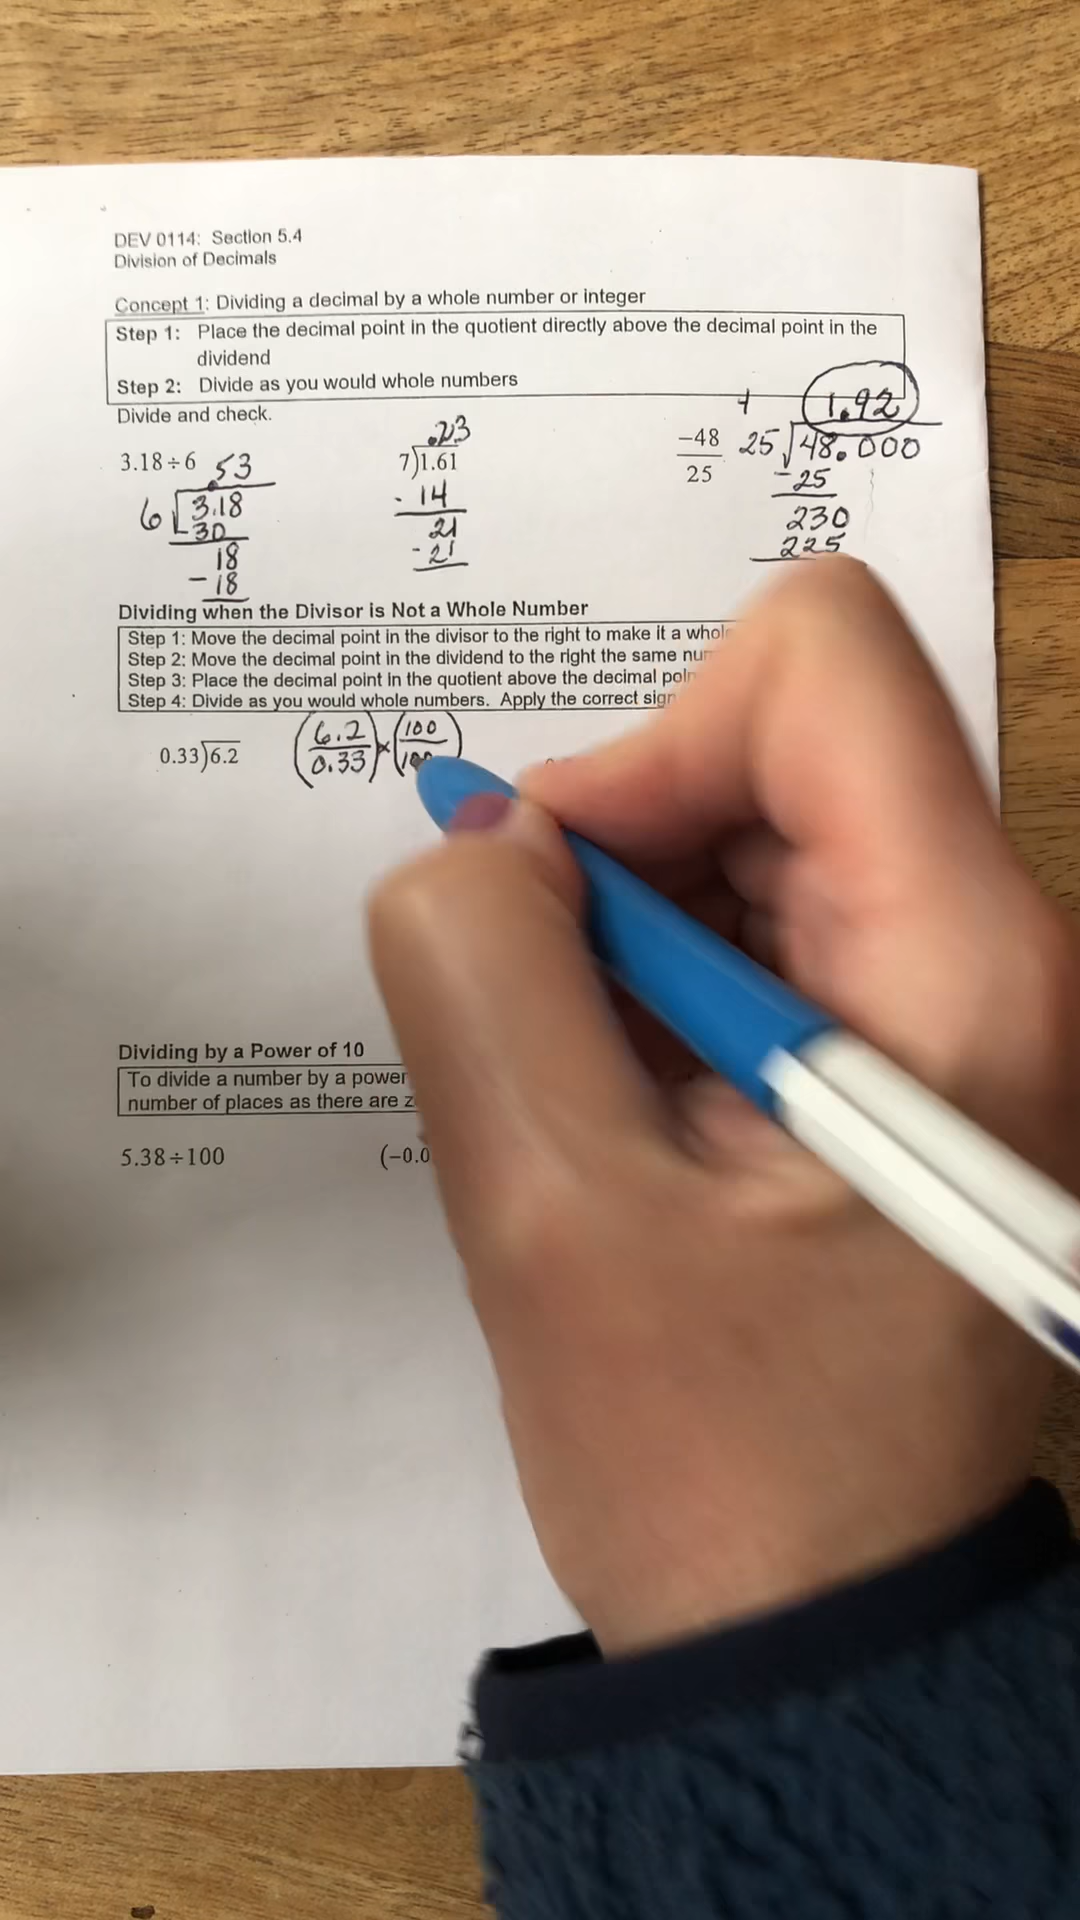 DEV 0114: Section 5.4
Division of Decimals
Concept 1: Dividing a decimal by a whole number or integer
Step 1: Place the decimal point in the quotient directly above the decimal point in the
dividend
Step 2: Divide as you would whole numbers
Divide and check.
3.18÷6
.53
6 3.18
-30
18
-18
.23
7)1.61
-14
21
-21
-48
25
1.92
25 48.000
-25
230
225
Dividing when the Divisor is Not a Whole Number
Step 1: Move the decimal point in the divisor to the right to make it a
Step 2: Move the decimal point in the dividend to the right the same
Step 3: Place the decimal point in the quotient above the decimal
Step 4: Divide as you would whole numbers. Apply the correct
0.33)6.2
(6.2/0.33)×(100/100
Dividing by a Power of 10
To divide a number by a power
number of places as there are
5.38÷100
(-0.0